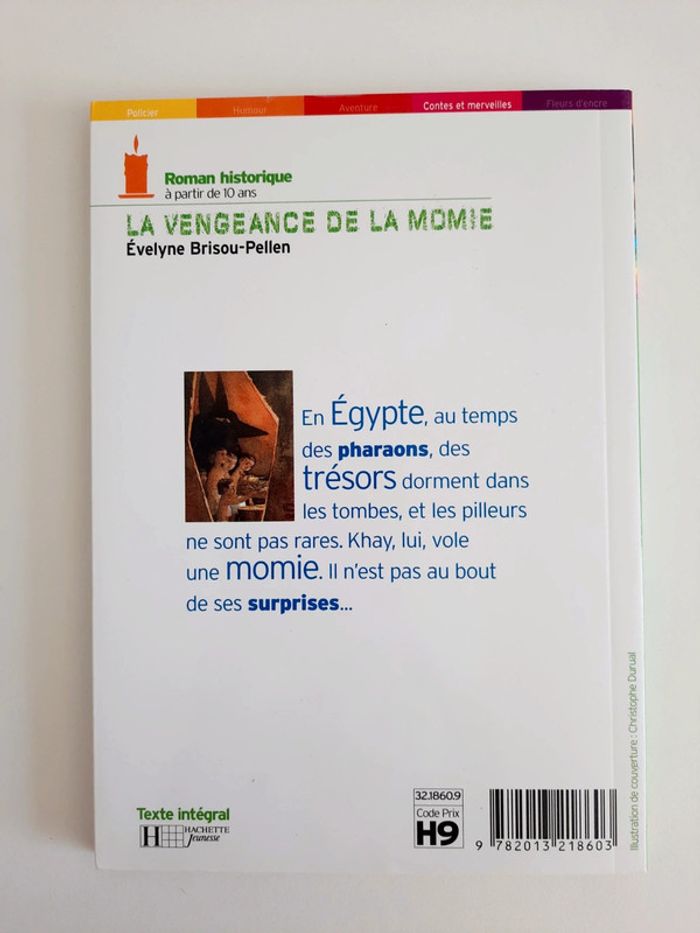 Policier
Humour
Aventure
Contes et merveilles
Fleurs d'encre
Roman historique
à partir de 10 ans
LA VENGEANCE DE LA MOMIE
Évelyne Brisou-Pellen
En Égypte, au temps
des pharaons, des
trésors dorment dans
les tombes, et les pilleurs
ne sont pas rares. Khay, lui, vole
une momie. Il n'est pas au bout
de ses surprises...
Illustration de couverture : Christophe Durual
Texte intégral
H HACHETTE
Jeunesse
32.1860.9
Code Prix
H9
9 782013 218603